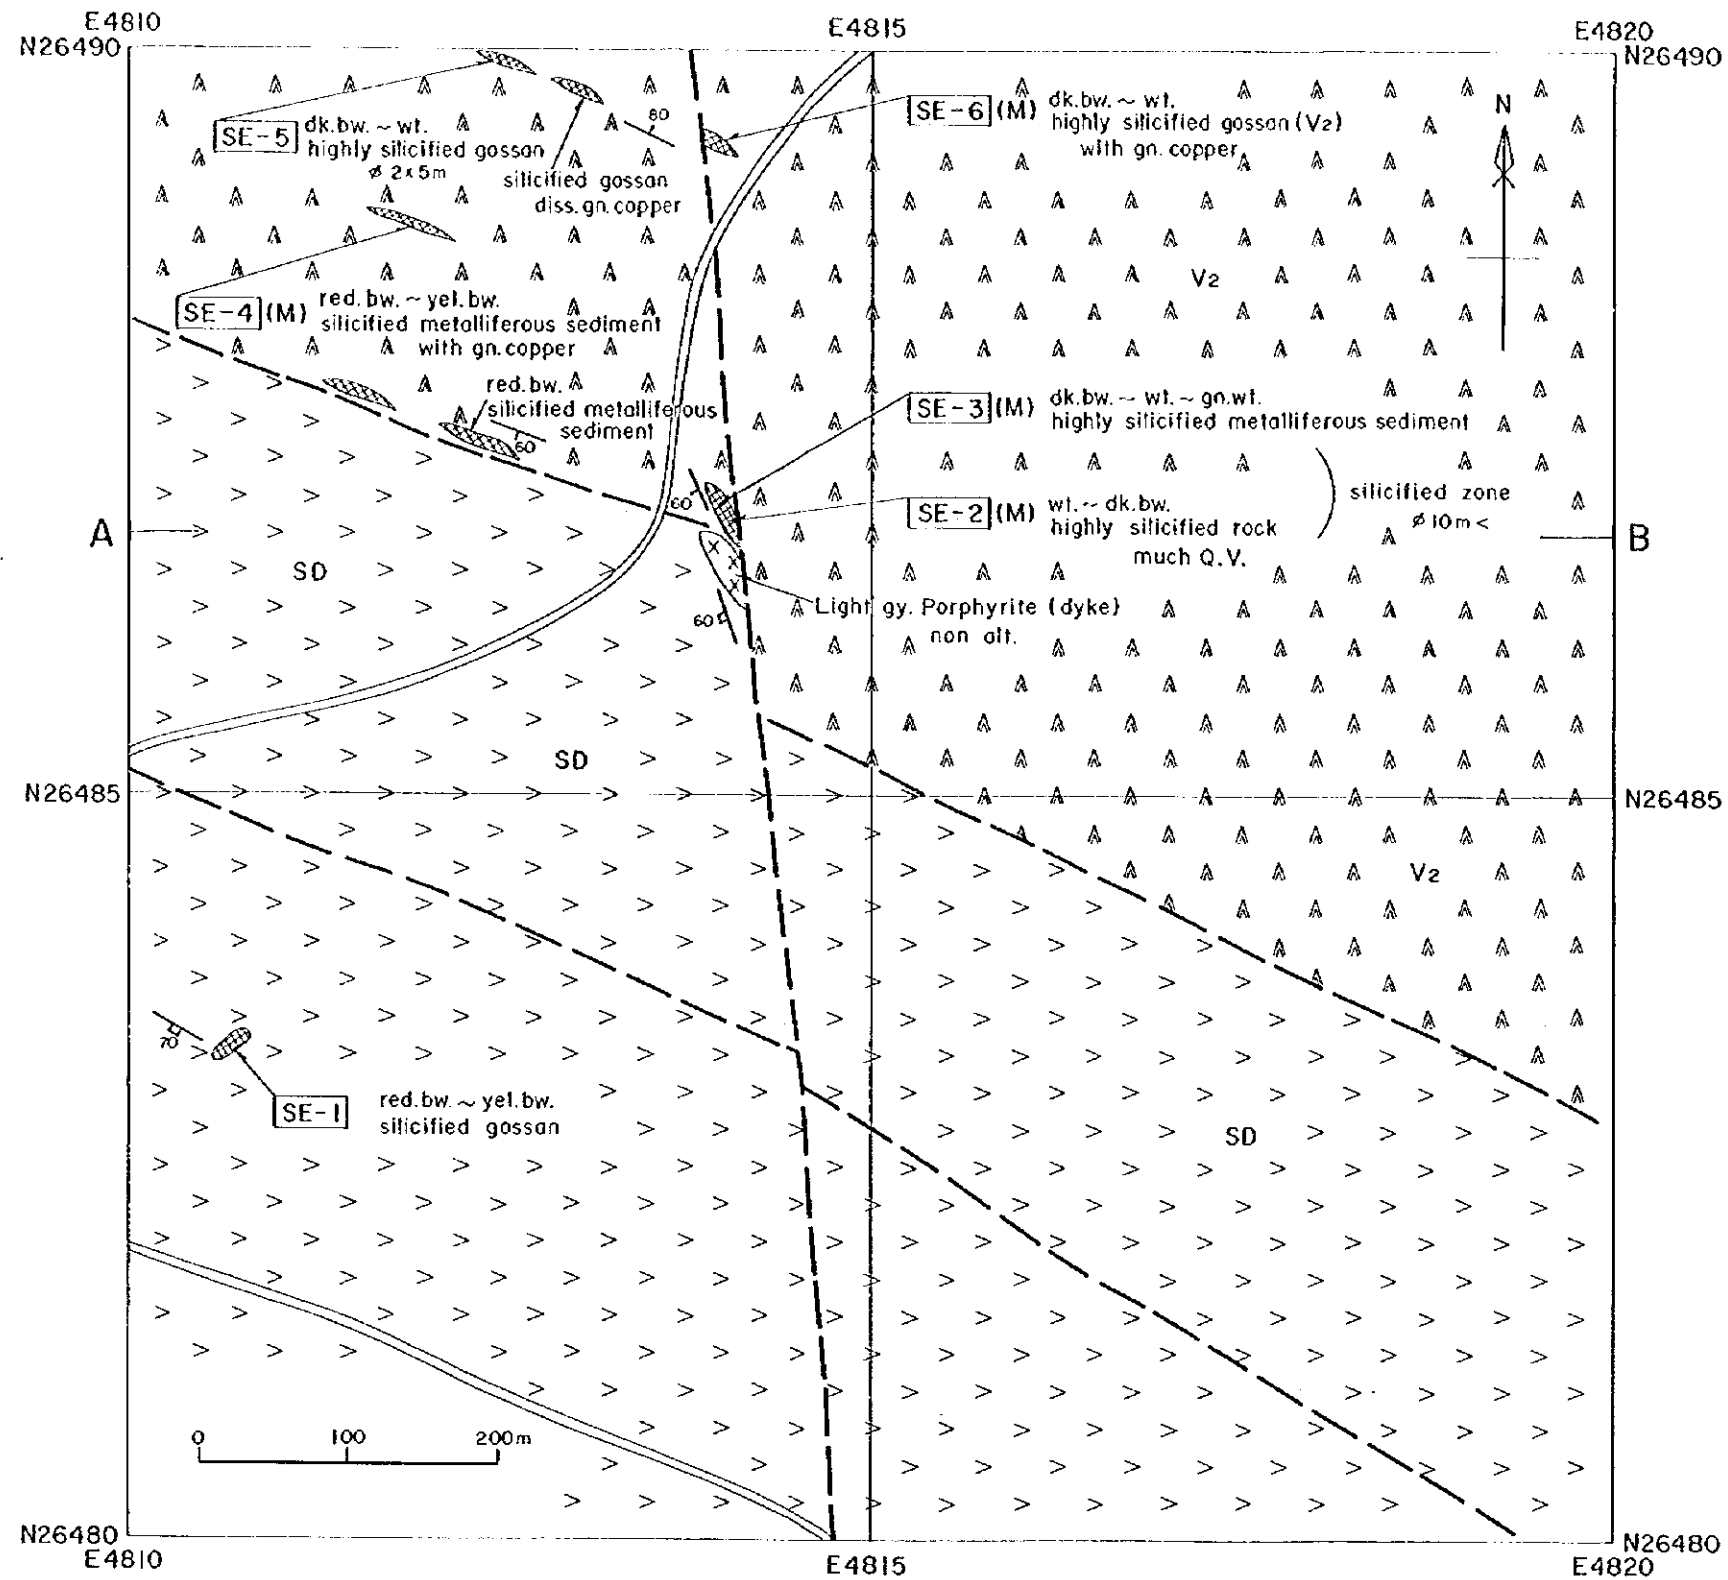 E4810
E4815
E4820
N26490
N26490
SE-5
dk.bw. ~ wt.
highly silicified gossan
ø 2x5m
silicified gossan
diss. gn. copper
80
SE-6 (M)
dk.bw. ~ wt.
highly silicified gossan (V2)
with gn. copper
N
V2
SE-4 (M)
red. bw. ~ yel. bw.
silicified metalliferous sediment
with gn. copper
red. bw.
silicified metalliferous
sediment
60
SE-3 (M)
dk.bw. ~ wt. ~ gn.wt.
highly silicified metalliferous sediment
60
SE-2 (M)
wt. ~ dk.bw.
highly silicified rock
much Q.V.
silicified zone
ø 10m <
A
B
SD
Light gy. Porphyrite (dyke)
non alt.
60
SD
N26485
N26485
V2
70
SE-1
red. bw. ~ yel. bw.
silicified gossan
SD
0 100 200m
N26480
N26480
E4810
E4815
E4820